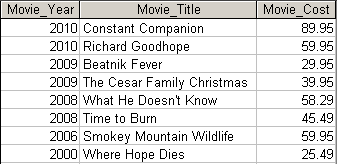 Movie_Year Movie_Title Movie_Cost
2010 Constant Companion 89.95
2010 Richard Goodhope 59.95
2009 Beatnik Fever 29.95
2009 The Cesar Family Christmas 39.95
2008 What He Doesn't Know 58.29
2008 Time to Burn 45.49
2006 Smokey Mountain Wildlife 59.95
2000 Where Hope Dies 25.49